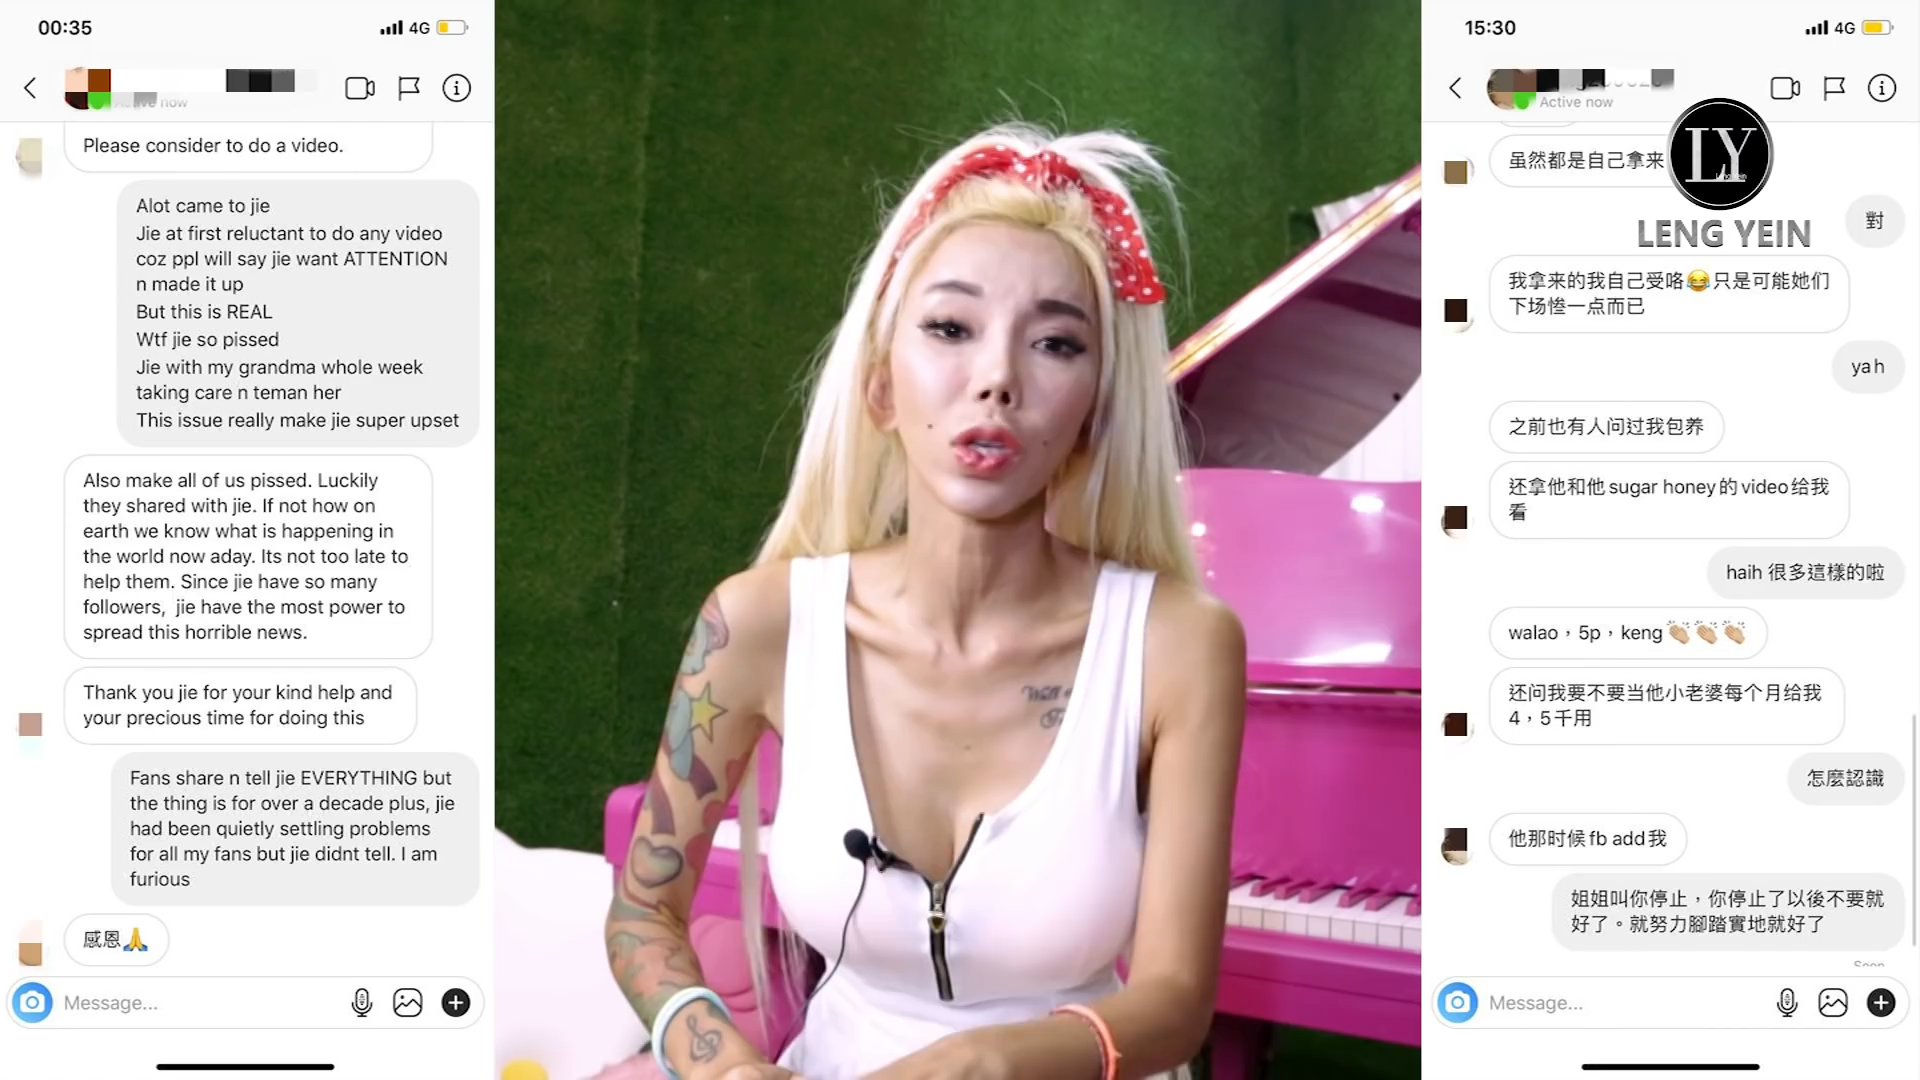 00:35
4G
now
Please consider to do a video.
Alot came to jie
Jie at first reluctant to do any video
coz ppl will say jie want ATTENTION
n made it up
But this is REAL
Wtf jie so pissed
Jie with my grandma whole week
taking care n teman her
This issue really make jie super upset
Also make all of us pissed. Luckily
they shared with jie. If not how on
earth we know what is happening in
the world now aday. Its not too late to
help them. Since jie have so many
followers, jie have the most power to
spread this horrible news.
Thank you jie for your kind help and
your precious time for doing this
Fans share n tell jie EVERYTHING but
the thing is for over a decade plus, jie
had been quietly settling problems
for all my fans but jie didnt tell. I am
furious
感恩🙏
Message...
15:30
4G
Active now
虽然都是自己拿来
LY
LENG YEIN
對
我拿来的我自己受咯😂只是可能她们
下场惨一点而已
yah
之前也有人问过我包养
还拿他和他 sugar honey 的 video 给我
看
haih 很多這樣的啦
walao，5p，keng👏🏼👏🏼👏🏼
还问我要不要当他小老婆每个月给我
4，5千用
怎麼認識
他那时候 fb add 我
姐姐叫你停止，你停止了以後不要就
好了。就努力腳踏實地就好了
Seen
Message...